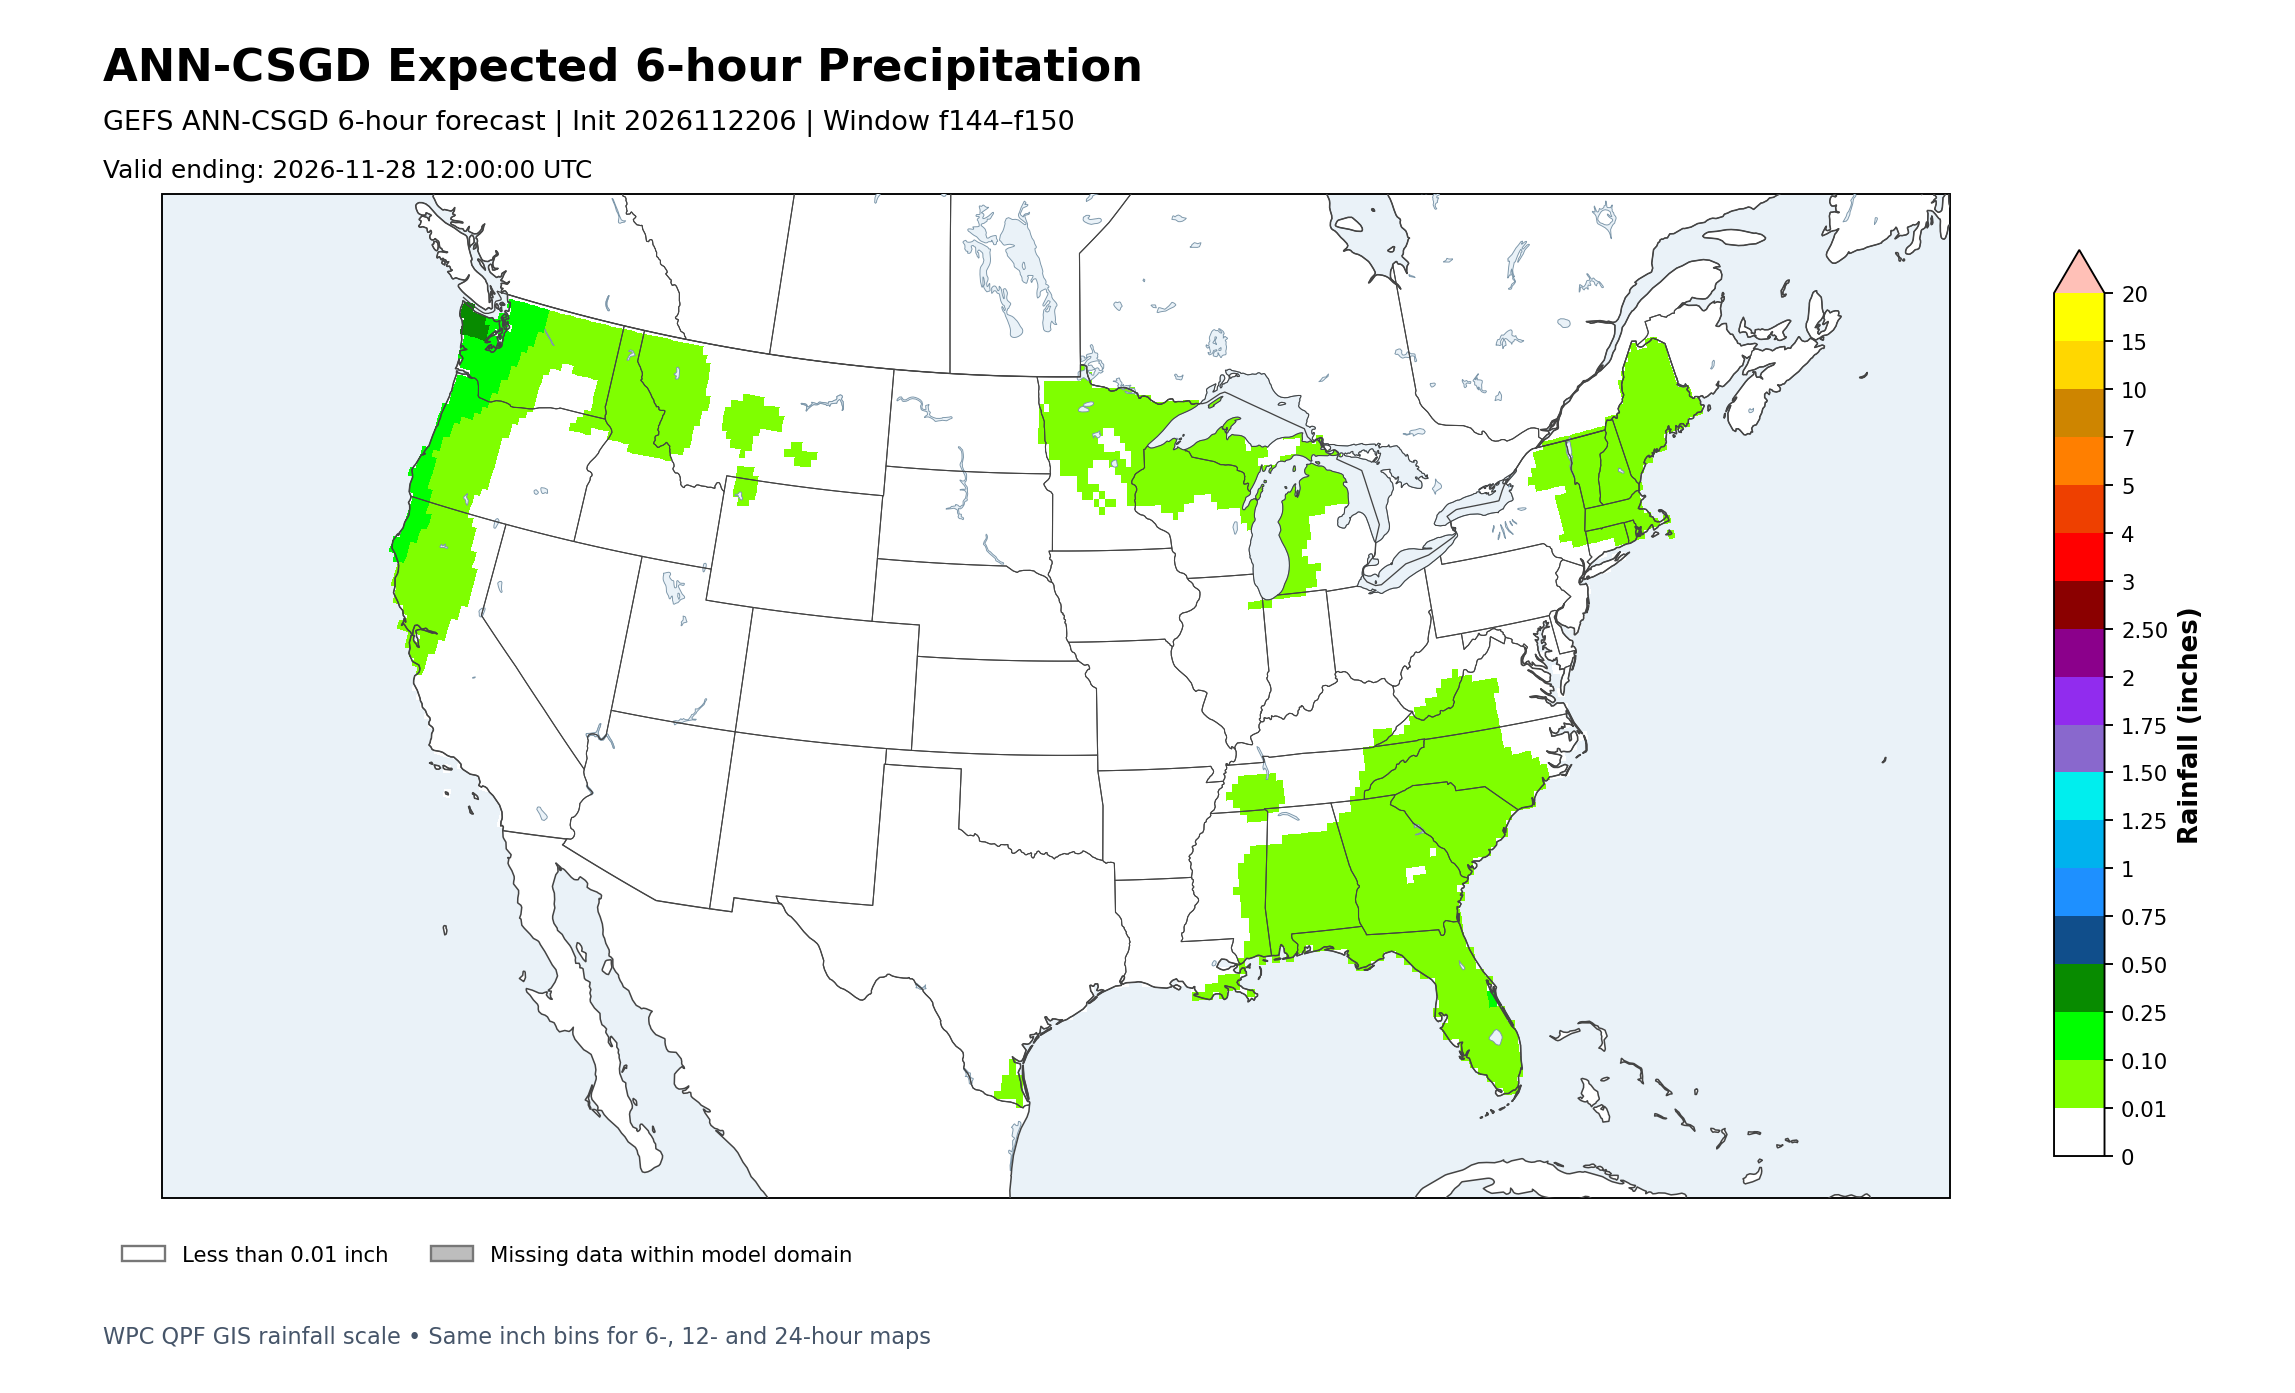 ANN-CSGD Expected 6-hour Precipitation
GEFS ANN-CSGD 6-hour forecast | Init 2026112206 | Window f144–f150
Valid ending: 2026-11-28 12:00:00 UTC
20
15
10
7
5
4
3
2.50
2
1.75
1.50
1.25
1
0.75
0.50
0.25
0.10
0.01
0
Rainfall (inches)
Less than 0.01 inch
Missing data within model domain
WPC QPF GIS rainfall scale • Same inch bins for 6-, 12- and 24-hour maps